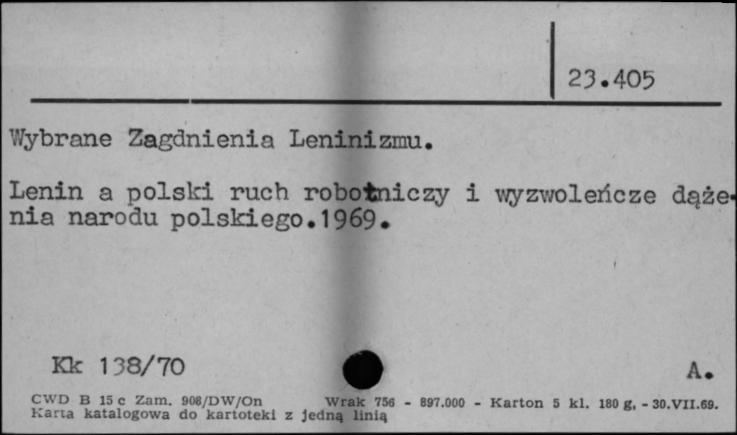 23.405
Wybrane Zagdnienia Leninizmu.
Lenin a polski ruch robotniczy i wyzwoleńcze dąże-
nia narodu polskiego.1969.
Kk 138/70
A.
CWD B 15 c Zam. 908/DW/On Wrak 756 - 897.000 - Karton 5 kl. 180 g, - 30.VII.69.
Karta katalogowa do kartoteki z jedną linią